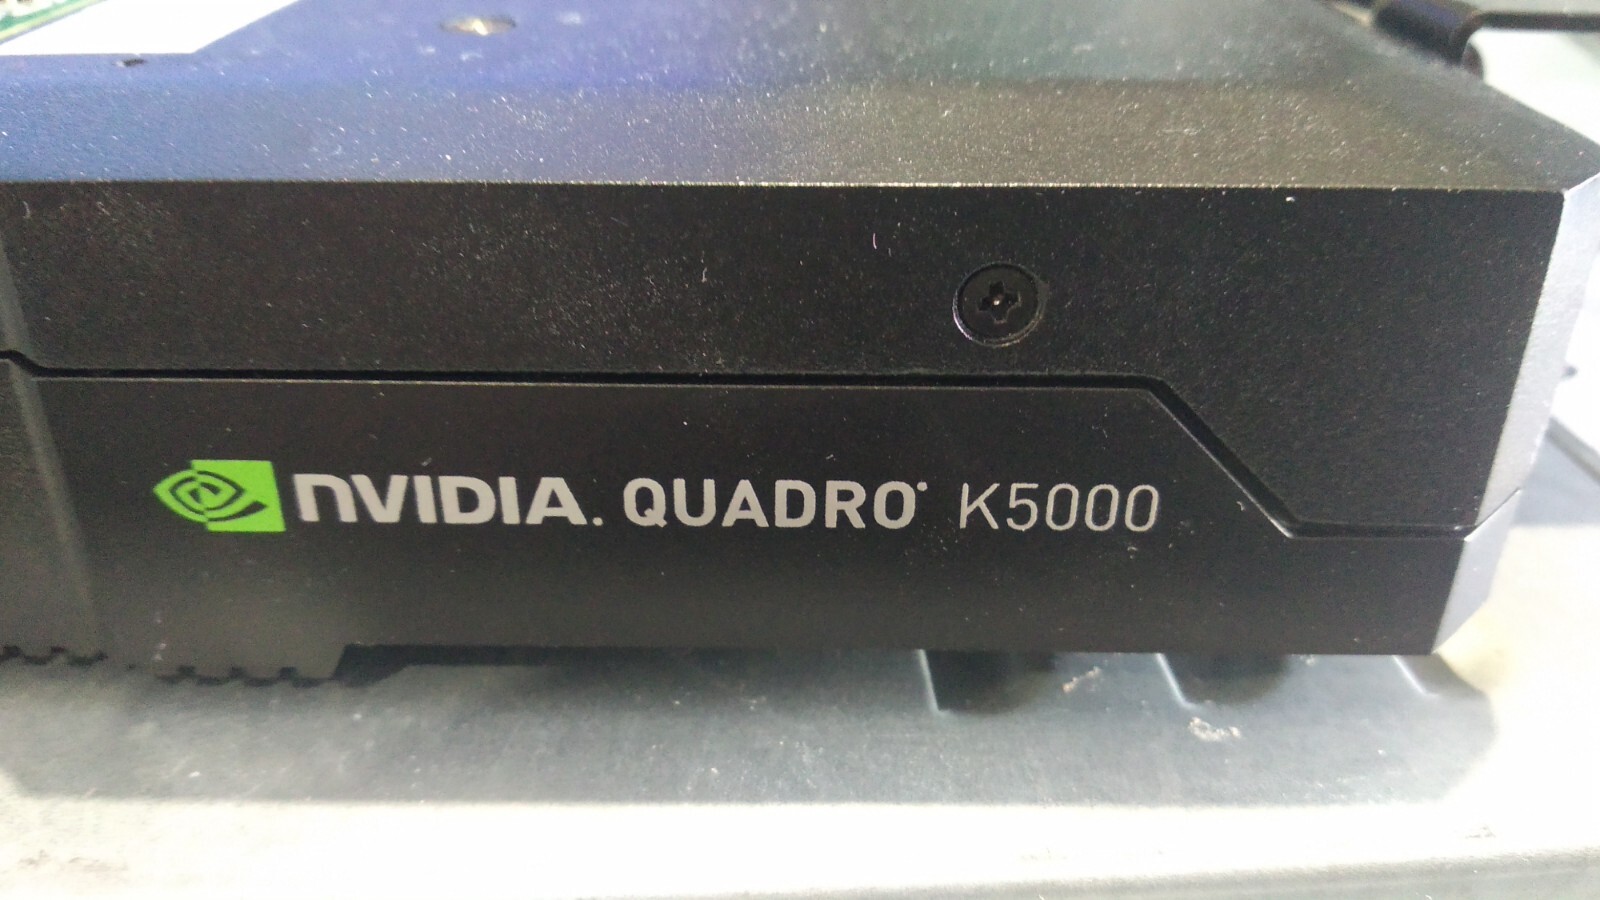 NVIDIA. QUADRO® K5000